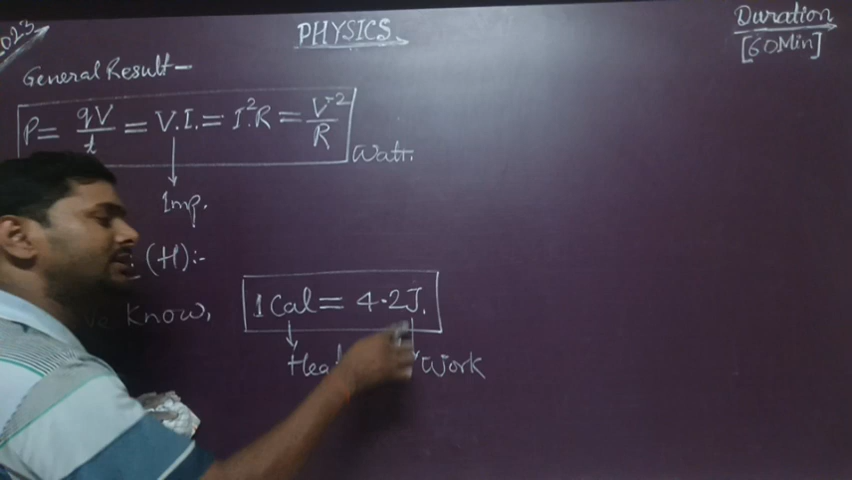 PHYSICS
Duration
[60Min]
General Result-
P = qV/t = V.I. = I²R = V²/R
Watt.
Imp.
(H):-
Know,
1 Cal = 4.2J.
Work